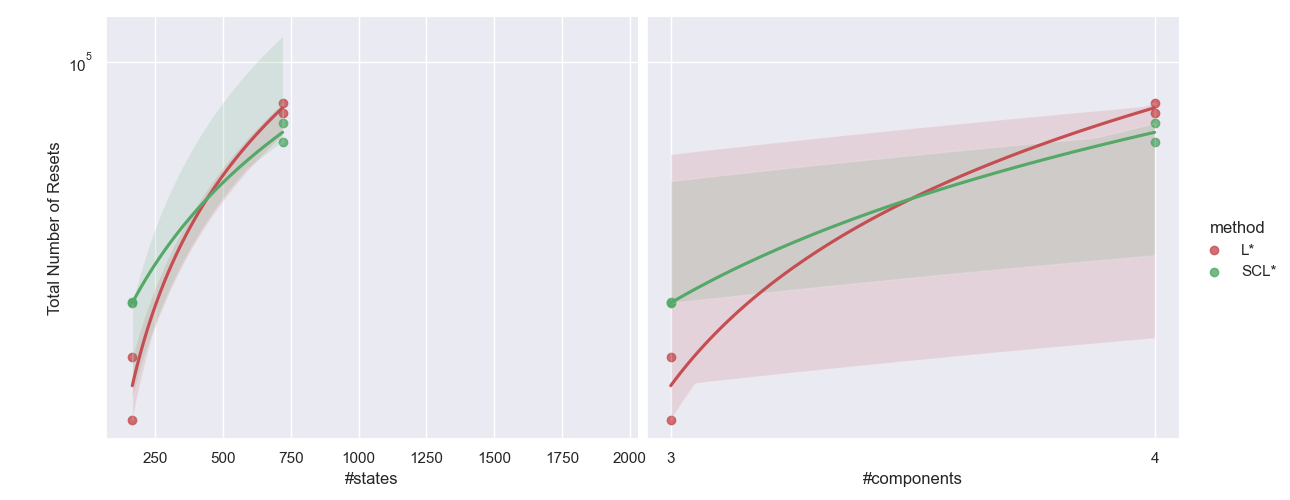 10^5
Total Number of Resets
250 500 750 1000 1250 1500 1750 2000
#states
3 4
#components
method
L*
SCL*